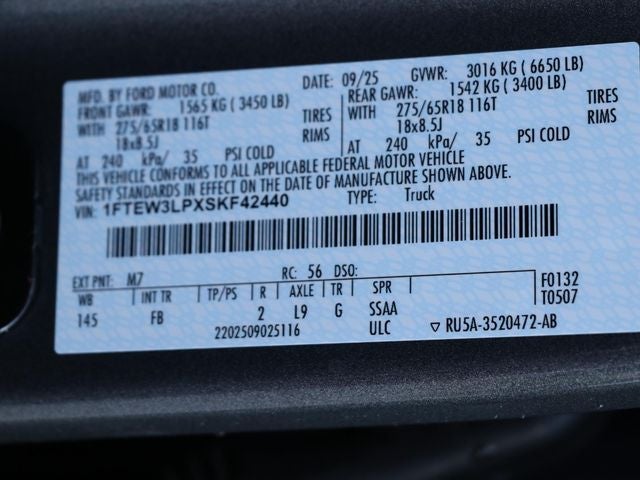 MFD. BY FORD MOTOR CO. DATE: 09/25 GVWR: 3016 KG ( 6650 LB)
FRONT GAWR: 1565 KG ( 3450 LB) REAR GAWR: 1542 KG ( 3400 LB)
WITH 275/65R18 116T TIRES WITH 275/65R18 116T TIRES
18x8.5J RIMS 18x8.5J RIMS
AT 240 kPa/ 35 PSI COLD AT 240 kPa/ 35 PSI COLD
THIS VEHICLE CONFORMS TO ALL APPLICABLE FEDERAL MOTOR VEHICLE
SAFETY STANDARDS IN EFFECT ON THE DATE OF MANUFACTURE SHOWN ABOVE.
VIN: 1FTEW3LPXSKF42440 TYPE: Truck
EXT PNT: M7 RC: 56 DSO:
WB INT TR TP/PS R AXLE TR SPR F0132
145 FB 2 L9 G SSAA T0507
2202509025116 ULC RU5A-3520472-AB